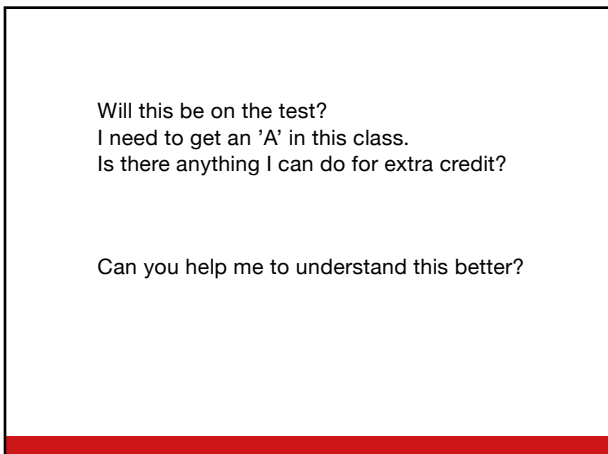 Will this be on the test?
I need to get an ’A’ in this class.
Is there anything I can do for extra credit?
Can you help me to understand this better?